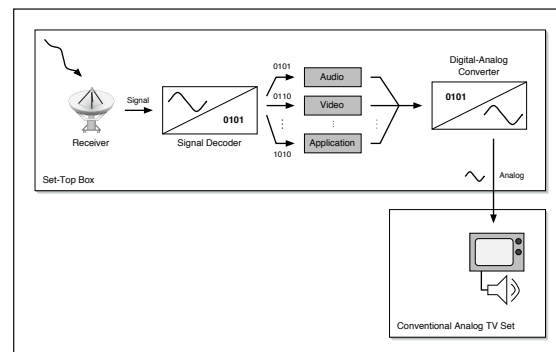 Digital-Analog
Converter
0101
Audio
0101
Signal
0110
Video
0101
Receiver
Signal Decoder
Application
1010
Set-Top Box
Analog
Conventional Analog TV Set